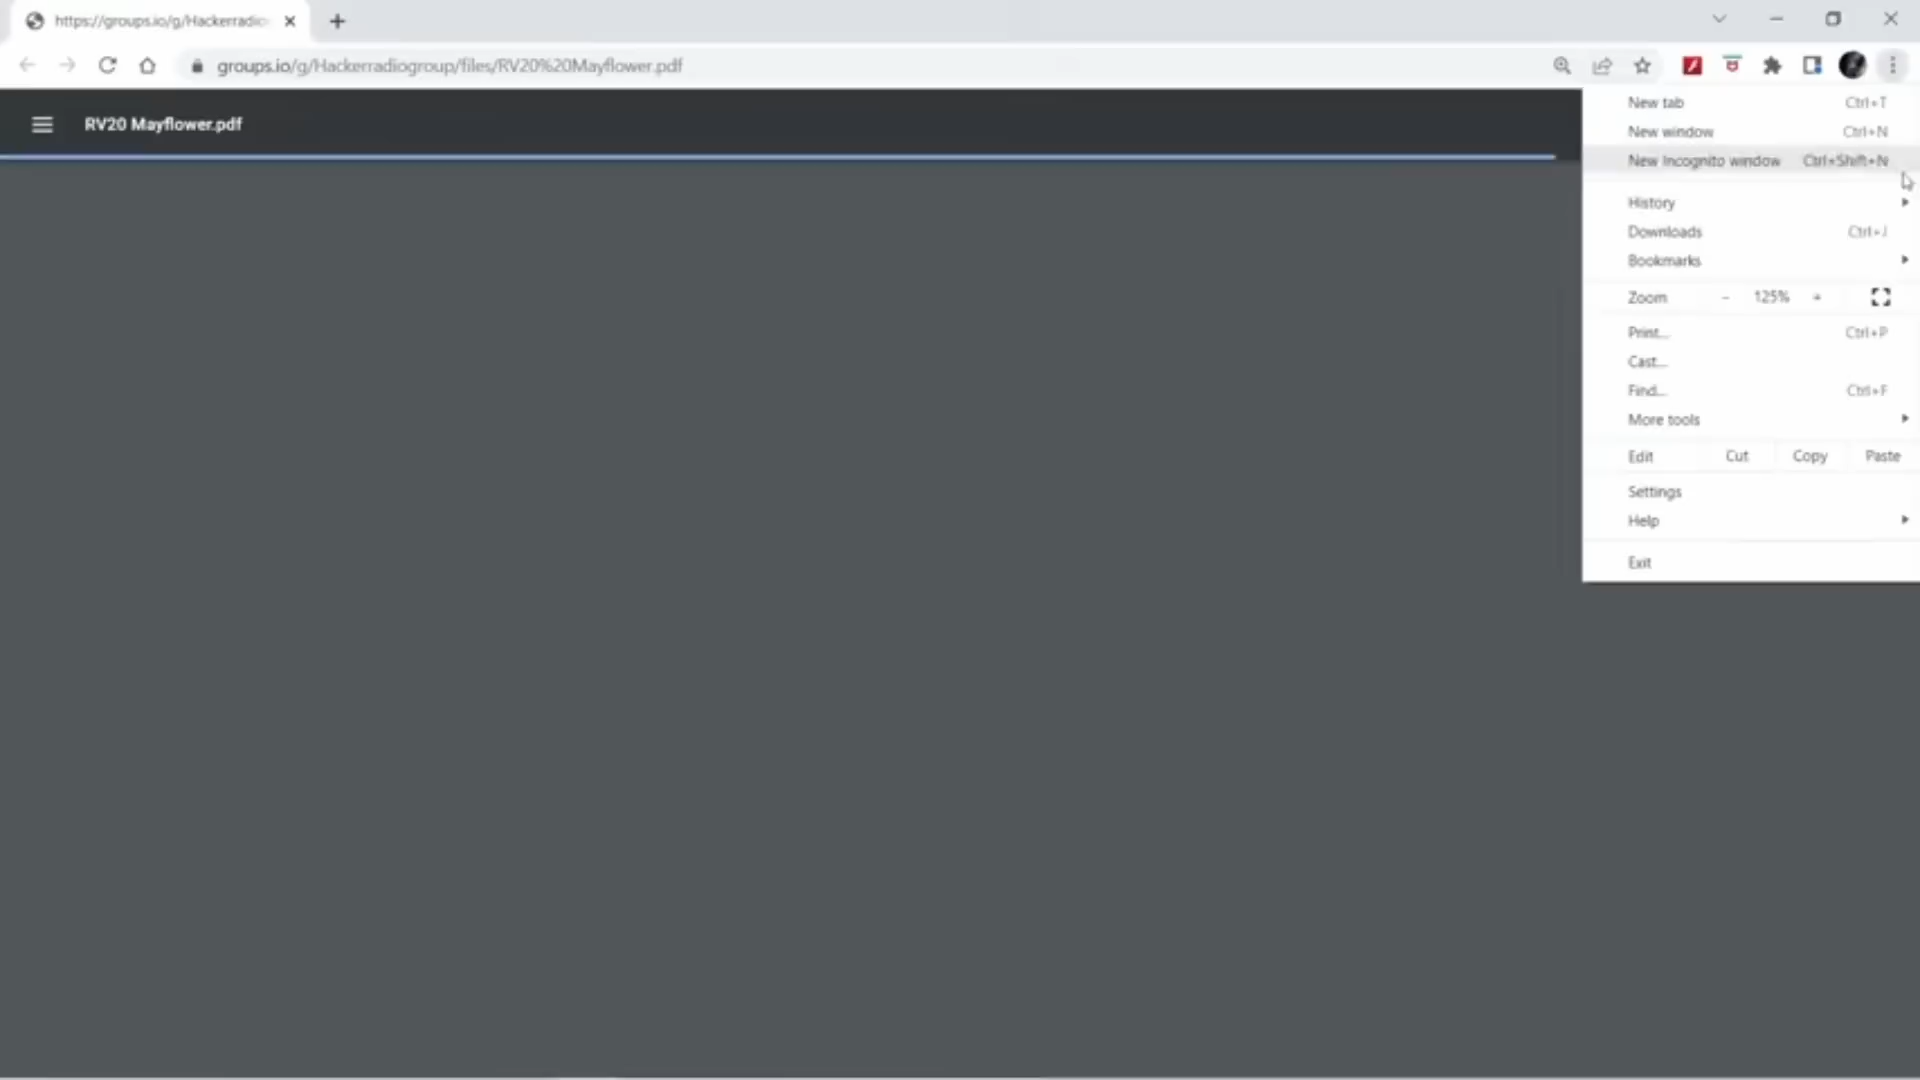 https://groups.io/g/Hackerradio
groups.io/g/Hackerradiogroup/files/RV20%20Mayflower.pdf
RV20 Mayflower.pdf
New tab Ctrl+T
New window Ctrl+N
New Incognito window Ctrl+Shift+N
History
Downloads Ctrl+J
Bookmarks
Zoom - 125% +
Print... Ctrl+P
Cast...
Find... Ctrl+F
More tools
Edit Cut Copy Paste
Settings
Help
Exit